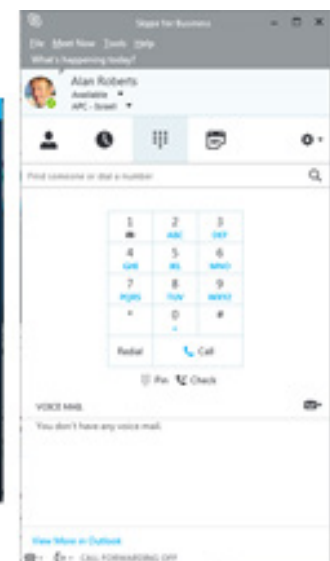 Skype for Business
File Meet Now Tools Help
What's happening today?
Alan Roberts
Available
APC - Israel
Find someone or dial a number
1 2 3
ABC DEF
4 5 6
GHI JKL MNO
7 8 9
PQRS TUV WXYZ
* 0 #
+
Redial Call
Pin Check
VOICE MAIL
You don't have any voice mail.
View More in Outlook
CALL FORWARDING OFF